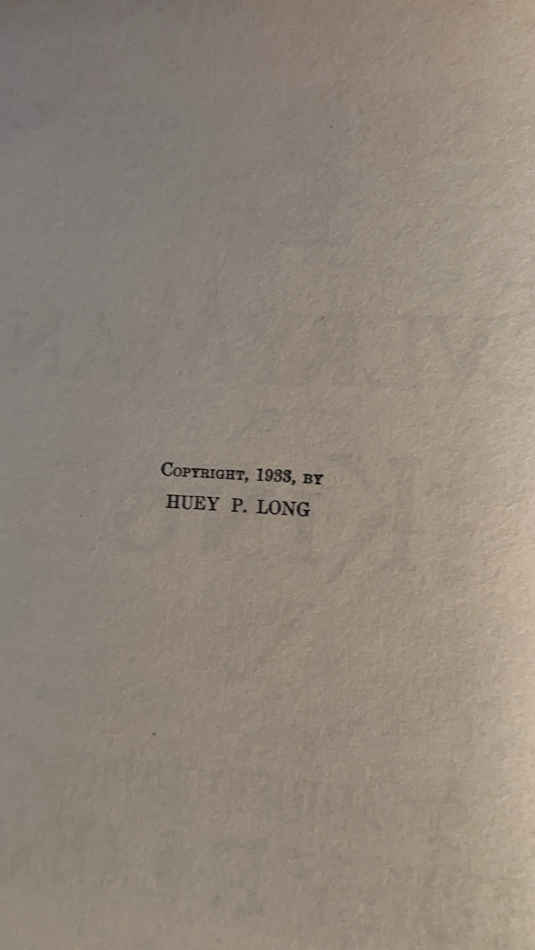 Copyright, 1933, by
HUEY P. LONG